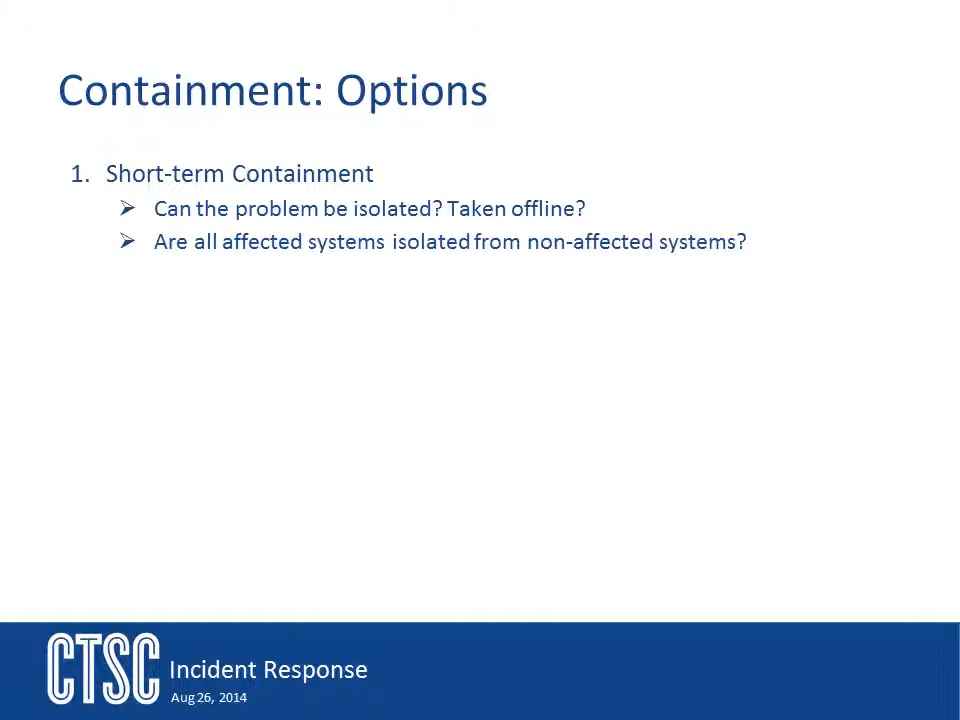 Containment: Options
1. Short-term Containment
➢ Can the problem be isolated? Taken offline?
➢ Are all affected systems isolated from non-affected systems?
CTSC
Incident Response
Aug 26, 2014